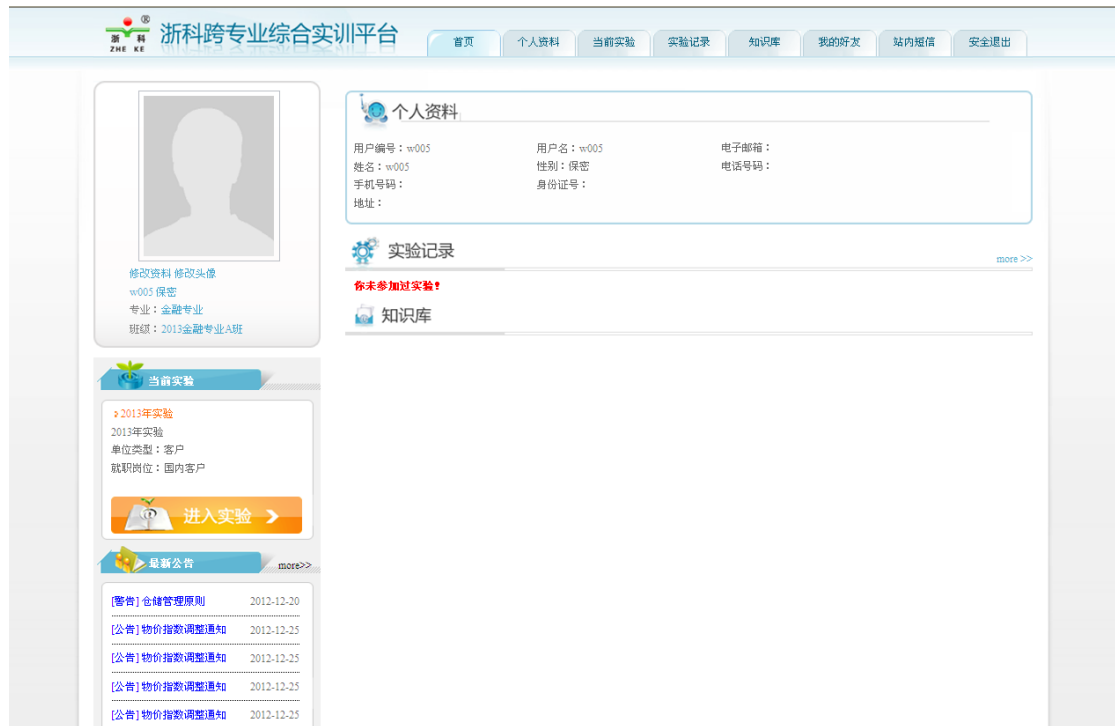 ®
浙 科
ZHE KE
浙科跨专业综合实训平台
首页 个人资料 当前实验 实验记录 知识库 我的好友 站内短信 安全退出
修改资料 修改头像
w005 保密
专业：金融专业
班级：2013金融专业A班
当前实验
2013年实验
2013年实验
单位类型：客户
就职岗位：国内客户
进入实验
最新公告 more>>
[警告] 仓储管理原则 2012-12-20
[公告] 物价指数调整通知 2012-12-25
[公告] 物价指数调整通知 2012-12-25
[公告] 物价指数调整通知 2012-12-25
[公告] 物价指数调整通知 2012-12-25
个人资料
用户编号：w005 用户名：w005 电子邮箱：
姓名：w005 性别：保密 电话号码：
手机号码： 身份证号：
地址：
实验记录 more >>
你未参加过实验！
知识库